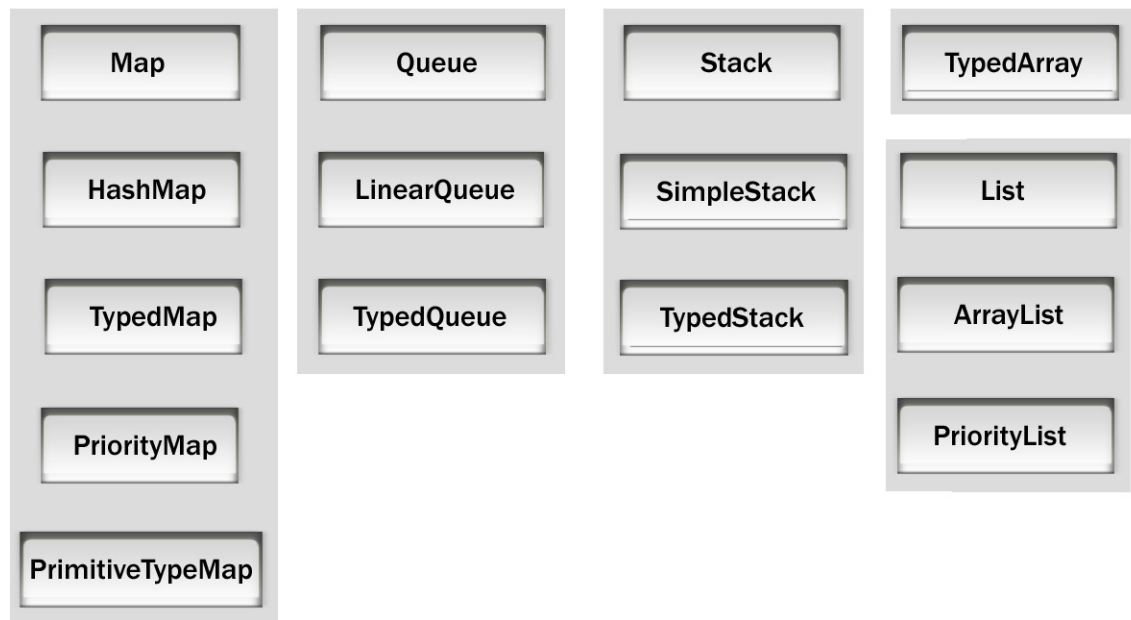 Map
HashMap
TypedMap
PriorityMap
PrimitiveTypeMap
Queue
LinearQueue
TypedQueue
Stack
SimpleStack
TypedStack
TypedArray
List
ArrayList
PriorityList